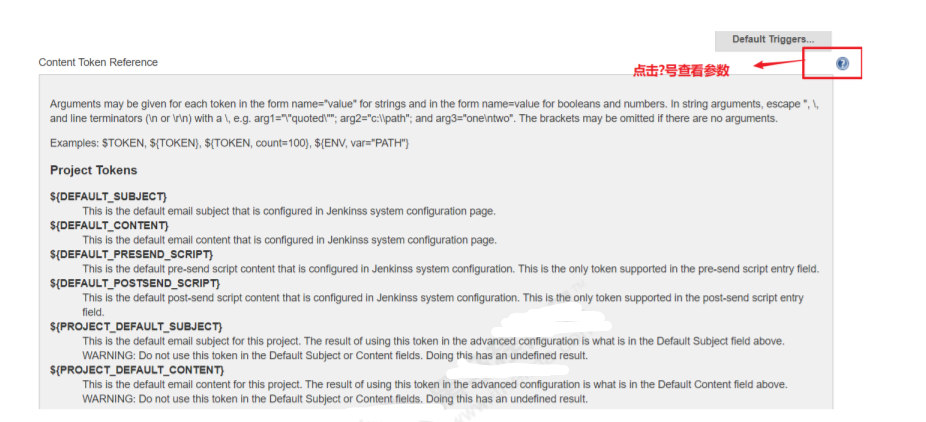 Default Triggers...
Content Token Reference
点击?号查看参数
?
Arguments may be given for each token in the form name="value" for strings and in the form name=value for booleans and numbers. In string arguments, escape ", \,
and line terminators (\n or \r\n) with a \, e.g. arg1="\"quoted\""; arg2="c:\\path"; and arg3="one\ntwo". The brackets may be omitted if there are no arguments.
Examples: $TOKEN, ${TOKEN}, ${TOKEN, count=100}, ${ENV, var="PATH"}
Project Tokens
${DEFAULT_SUBJECT}
This is the default email subject that is configured in Jenkinss system configuration page.
${DEFAULT_CONTENT}
This is the default email content that is configured in Jenkinss system configuration page.
${DEFAULT_PRESEND_SCRIPT}
This is the default pre-send script content that is configured in Jenkinss system configuration. This is the only token supported in the pre-send script entry field.
${DEFAULT_POSTSEND_SCRIPT}
This is the default post-send script content that is configured in Jenkinss system configuration. This is the only token supported in the post-send script entry
field.
${PROJECT_DEFAULT_SUBJECT}
This is the default email subject for this project. The result of using this token in the advanced configuration is what is in the Default Subject field above.
WARNING: Do not use this token in the Default Subject or Content fields. Doing this has an undefined result.
${PROJECT_DEFAULT_CONTENT}
This is the default email content for this project. The result of using this token in the advanced configuration is what is in the Default Content field above.
WARNING: Do not use this token in the Default Subject or Content fields. Doing this has an undefined result.